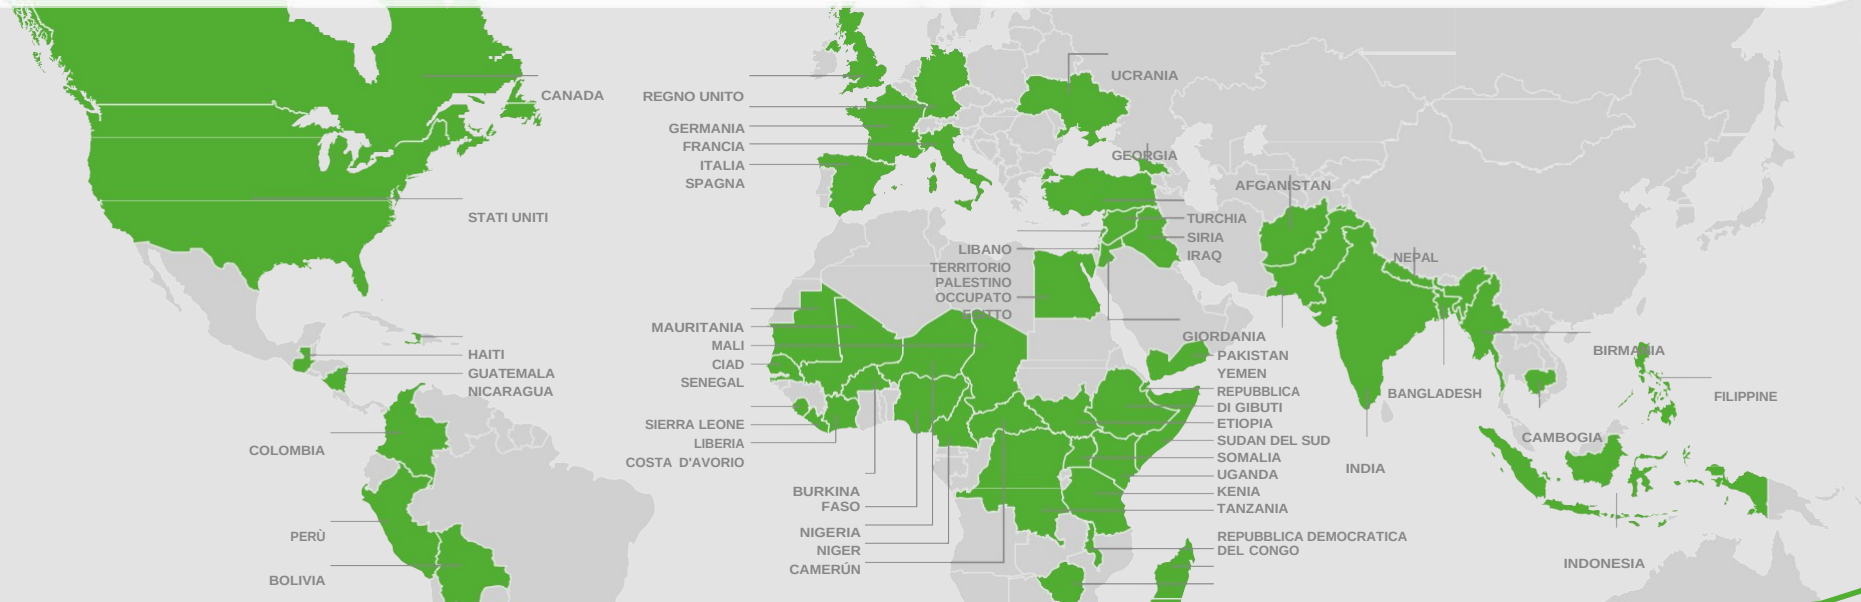 UCRANIA
CANADA
REGNO UNITO
GERMANIA
FRANCIA
ITALIA
SPAGNA
GEORGIA
AFGANISTAN
STATI UNITI
TURCHIA
SIRIA
IRAQ
LIBANO
TERRITORIO
PALESTINO
OCCUPATO
EGITTO
NEPAL
MAURITANIA
MALI
CIAD
SENEGAL
HAITI
GUATEMALA
NICARAGUA
GIORDANIA
PAKISTAN
YEMEN
REPUBBLICA
DI GIBUTI
ETIOPIA
SUDAN DEL SUD
SOMALIA
UGANDA
KENIA
TANZANIA
BIRMANIA
BANGLADESH
FILIPPINE
SIERRA LEONE
LIBERIA
COSTA D'AVORIO
COLOMBIA
CAMBOGIA
INDIA
BURKINA
FASO
NIGERIA
NIGER
CAMERÚN
PERÙ
BOLIVIA
REPUBBLICA DEMOCRATICA
DEL CONGO
INDONESIA